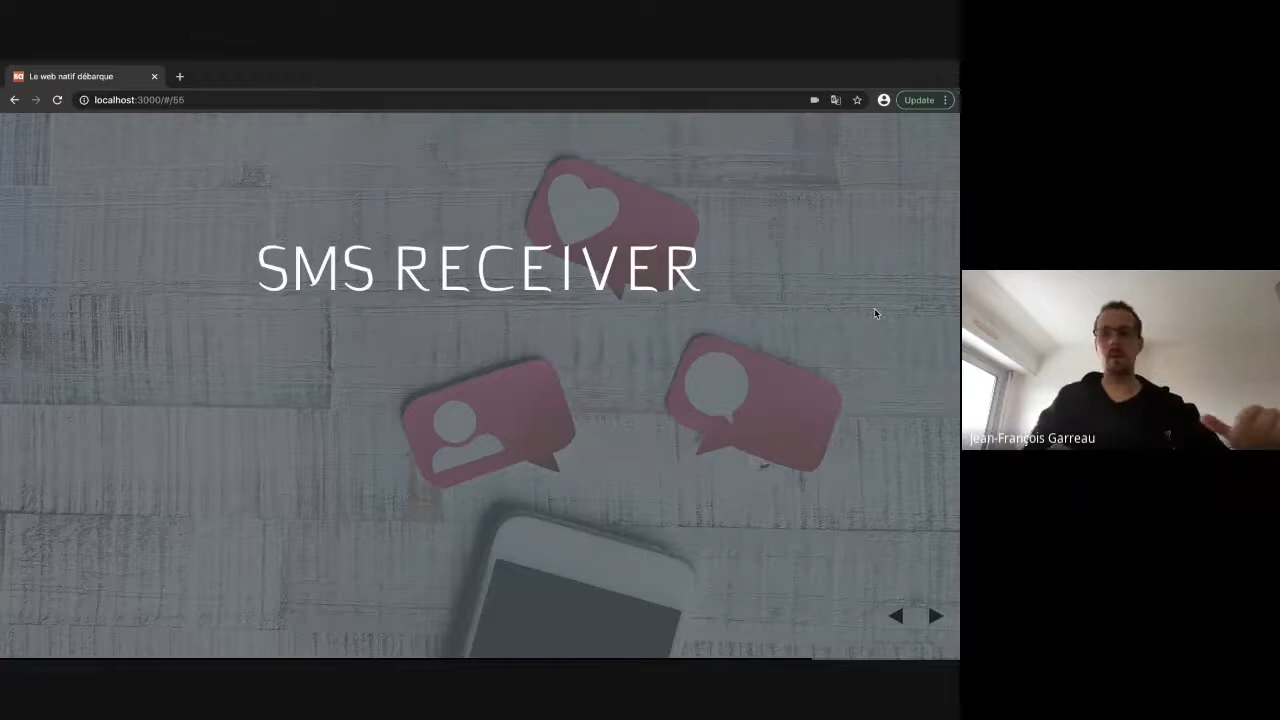 Le web natif débarque
localhost:3000/#/55
Update
SMS RECEIVER
Jean-François Garreau